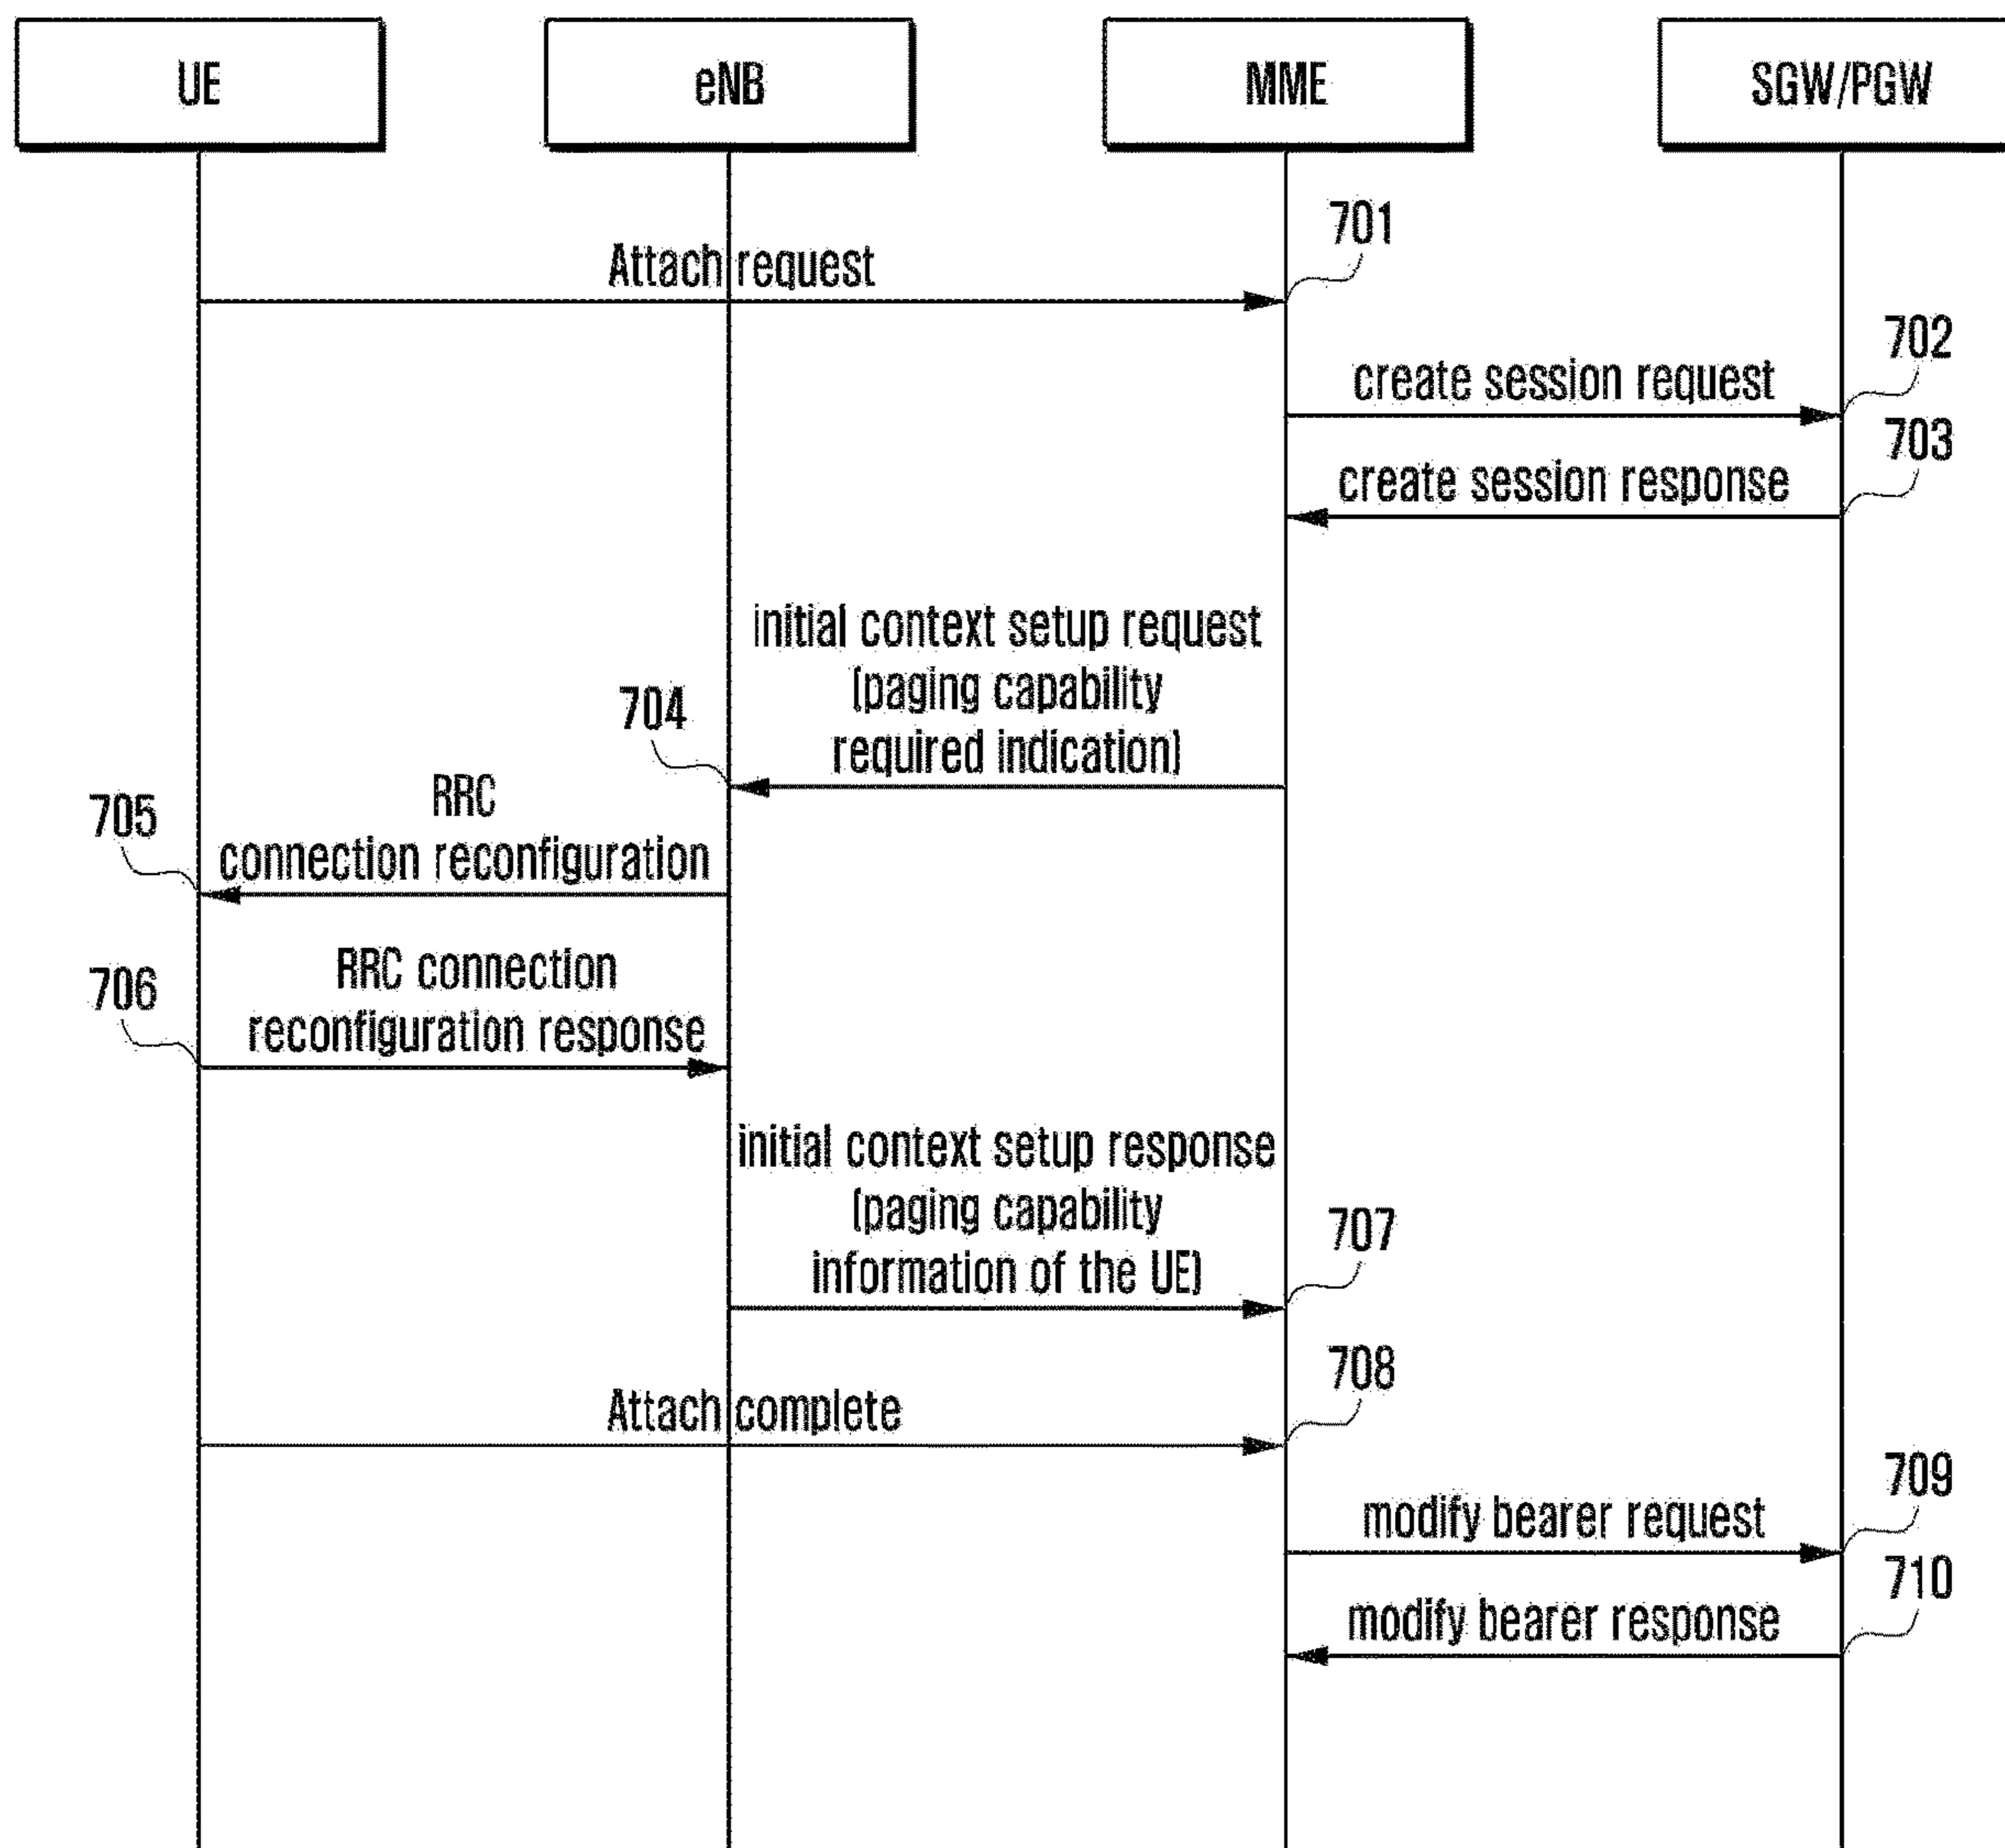 UE
eNB
MME
SGW/PGW
701
Attach request
702
create session request
703
create session response
initial context setup request
(paging capability
required indication)
704
705
RRC
connection reconfiguration
706
RRC connection
reconfiguration response
initial context setup response
(paging capability
information of the UE)
707
708
Attach complete
709
modify bearer request
710
modify bearer response